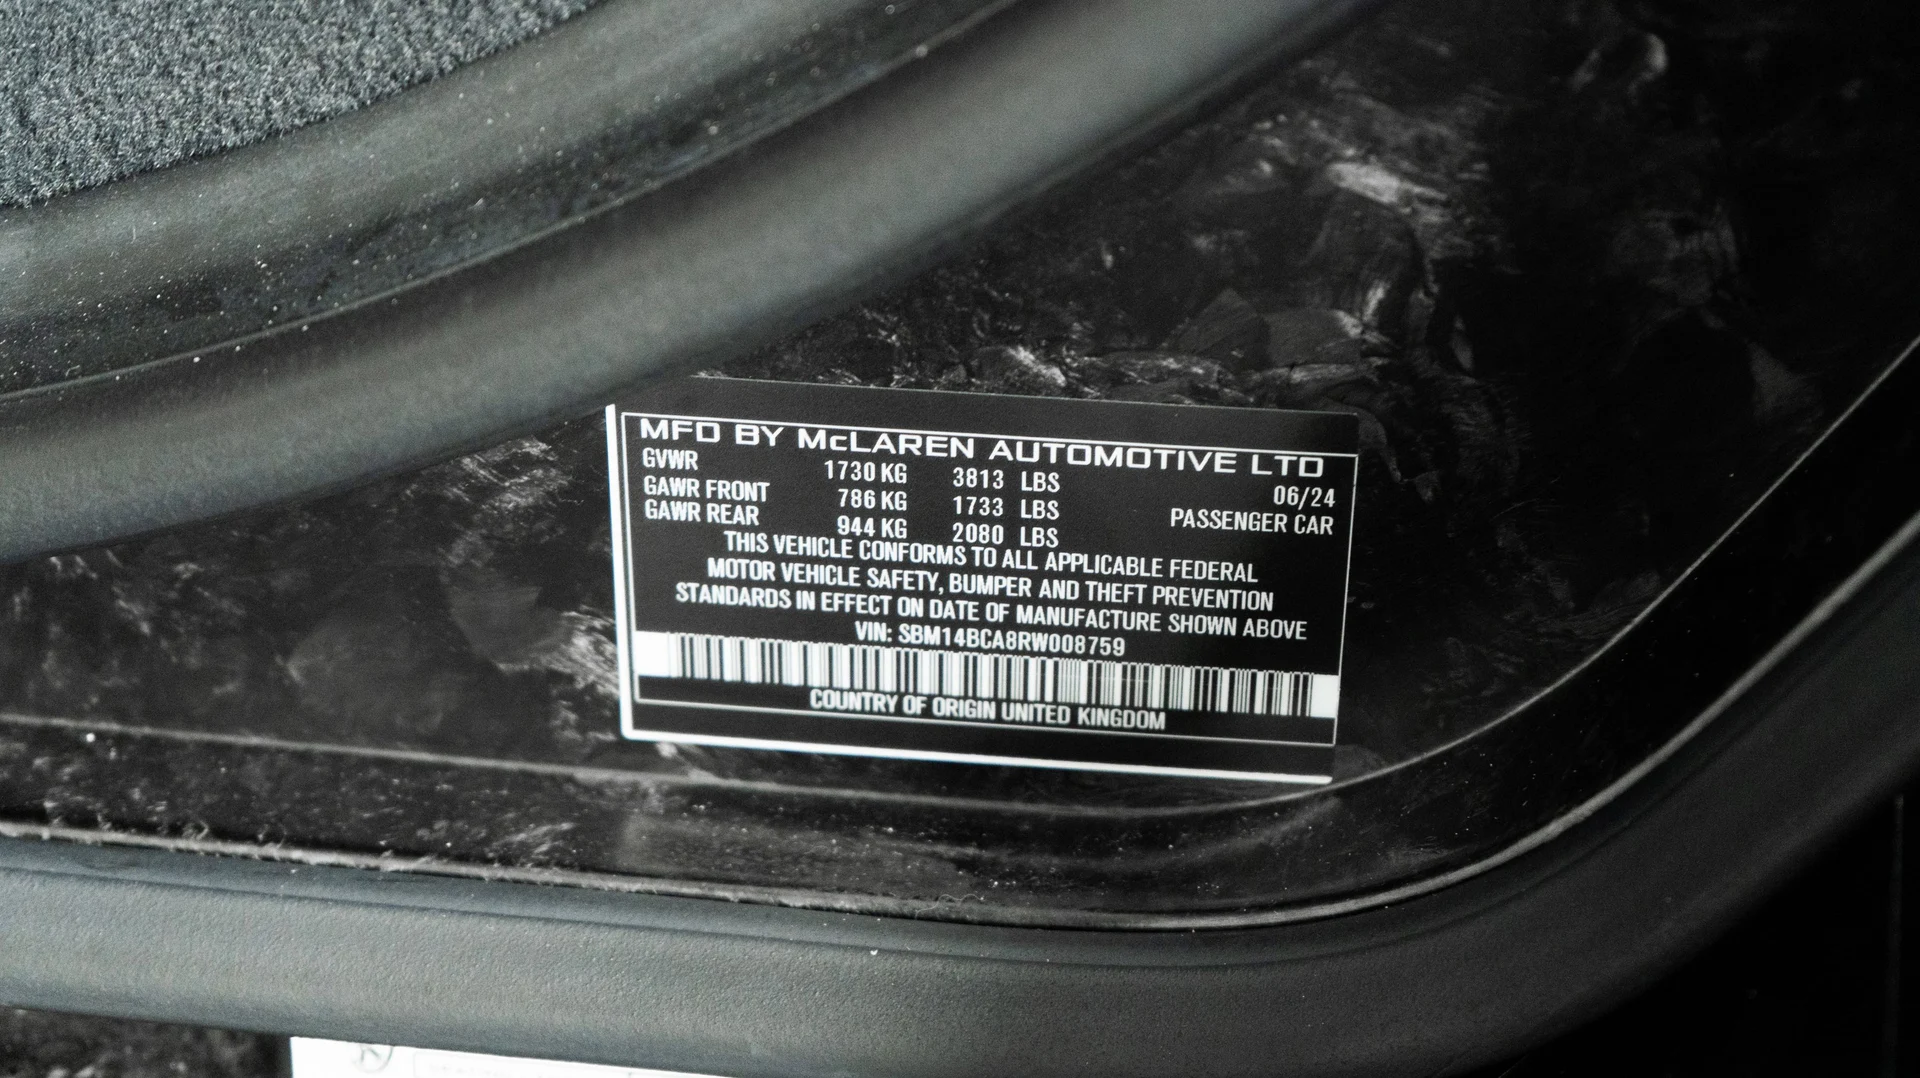 MFD BY McLAREN AUTOMOTIVE LTD
GVWR 1730 KG 3813 LBS 06/24
GAWR FRONT 786 KG 1733 LBS PASSENGER CAR
GAWR REAR 944 KG 2080 LBS
THIS VEHICLE CONFORMS TO ALL APPLICABLE FEDERAL
MOTOR VEHICLE SAFETY, BUMPER AND THEFT PREVENTION
STANDARDS IN EFFECT ON DATE OF MANUFACTURE SHOWN ABOVE
VIN: SBM14BCA8RW008759
COUNTRY OF ORIGIN UNITED KINGDOM